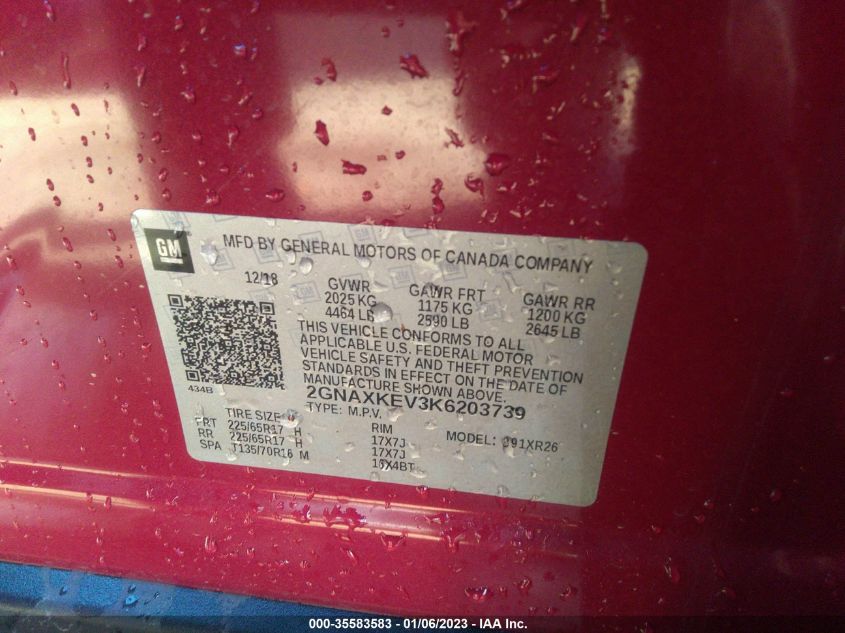 GM
MFD BY GENERAL MOTORS OF CANADA COMPANY
12/18 GVWR GAWR FRT GAWR RR
2025 KG 1175 KG 1200 KG
4464 LB 2590 LB 2645 LB
THIS VEHICLE CONFORMS TO ALL
APPLICABLE U.S. FEDERAL MOTOR
VEHICLE SAFETY AND THEFT PREVENTION
STANDARDS IN EFFECT ON THE DATE OF
MANUFACTURE SHOWN ABOVE.
434B
2GNAXKEV3K6203739
TYPE: M.P.V. MODEL: 191XR26
TIRE SIZE RIM
FRT 225/65R17 H 17X7J
RR 225/65R17 H 17X7J
SPA T135/70R16 M 16X4BT
000-35583583 - 01/06/2023 - IAA Inc.